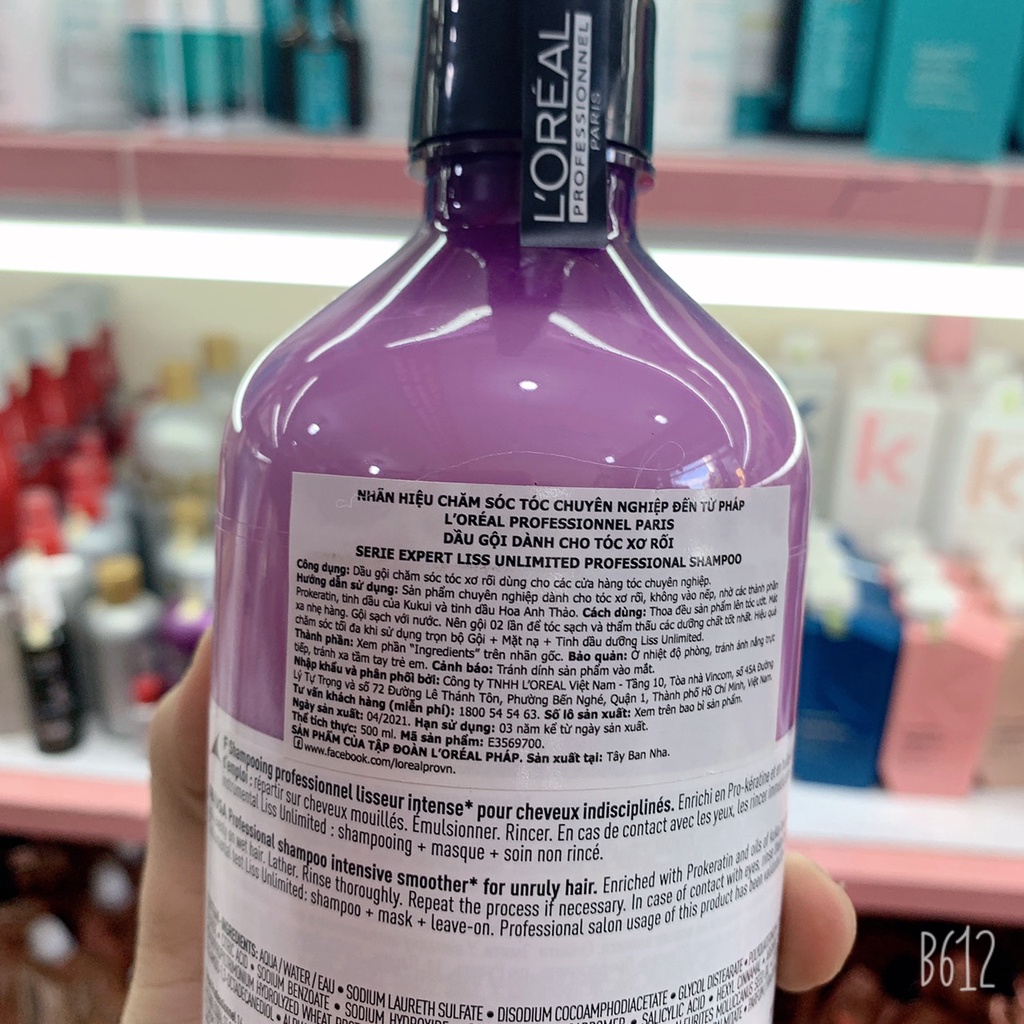 L'ORÉAL
PROFESSIONNEL
PARIS
NHÃN HIỆU CHĂM SÓC TÓC CHUYÊN NGHIỆP ĐẾN TỪ PHÁP
L'ORÉAL PROFESSIONNEL PARIS
DẦU GỘI DÀNH CHO TÓC XƠ RỐI
SERIE EXPERT LISS UNLIMITED PROFESSIONAL SHAMPOO
Công dụng: Dầu gội chăm sóc tóc xơ rối dùng cho các cửa hàng tóc chuyên nghiệp.
Hướng dẫn sử dụng: Sản phẩm chuyên nghiệp dành cho tóc xơ rối, không vào nếp, nhờ các thành phần
Prokeratin, tinh dầu của Kukui và tinh dầu Hoa Anh Thảo. Cách dùng: Thoa đều sản phẩm lên tóc ướt. Mát
xa nhẹ hàng. Gội sạch với nước. Nên gội 02 lần để tóc sạch và thẩm thấu các dưỡng chất tốt nhất. Hiệu quả
chăm sóc tối đa khi sử dụng trọn bộ Gội + Mặt nạ + Tinh dầu dưỡng Liss Unlimited.
Thành phần: Xem phần "Ingredients" trên nhãn gốc. Bảo quản: Ở nhiệt độ phòng, tránh ánh nắng trực
tiếp, tránh xa tầm tay trẻ em. Cảnh báo: Tránh dính sản phẩm vào mắt.
Nhập khẩu và phân phối bởi: Công ty TNHH L'OREAL Việt Nam - Tầng 10, Tòa nhà Vincom, số 45A Đường
Lý Tự Trọng và số 72 Đường Lê Thánh Tôn, Phường Bến Nghé, Quận 1, Thành phố Hồ Chí Minh, Việt Nam.
Tư vấn khách hàng (miễn phí): 1800 54 54 63. Số lô sản xuất: Xem trên bao bì sản phẩm.
Ngày sản xuất: 04/2021. Hạn sử dụng: 03 năm kể từ ngày sản xuất.
Thể tích thực: 500 ml. Mã sản phẩm: E3569700.
SẢN PHẨM CỦA TẬP ĐOÀN L'ORÉAL PHÁP. Sản xuất tại: Tây Ban Nha.
www.facebook.com/lorealprovn.
F Shampooing professionnel lisseur intense* pour cheveux indisciplinés. Enrichi en Pro-kératine et
l'emploi : répartir sur cheveux mouillés. Émulsionner. Rincer. En cas de contact avec les yeux, les rincer
Liss Unlimited : shampooing + masque + soin non rincé.
Professional shampoo intensive smoother* for unruly hair. Enriched with Prokeratin and oils of
on wet hair. Lather. Rinse thoroughly. Repeat the process if necessary. In case of contact with eyes, rinse
test Liss Unlimited: shampoo + mask + leave-on. Professional salon usage of this product has been
INGREDIENTS: AQUA / WATER / EAU • SODIUM LAURETH SULFATE • DISODIUM COCOAMPHODIACETATE • GLYCOL DISTEARATE •
ACID • SODIUM BENZOATE • SODIUM HYDROXIDE • SALICYLIC ACID •
HYDROLYZED WHEAT
k
k
B612